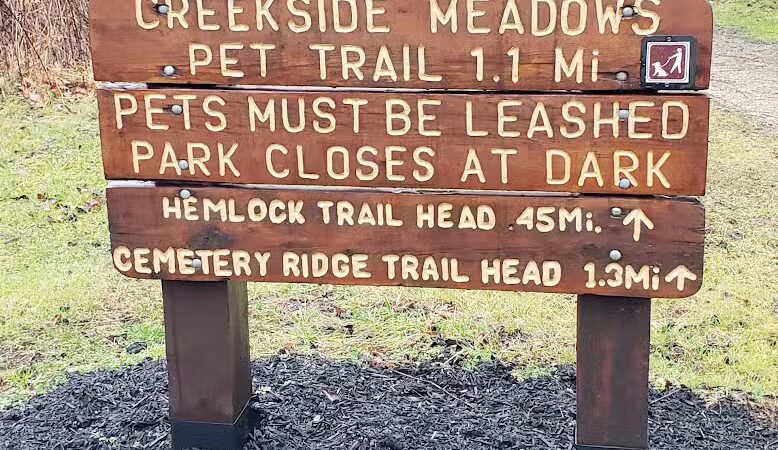 CREEKSIDE MEADOWS
PET TRAIL 1.1 Mi
PETS MUST BE LEASHED
PARK CLOSES AT DARK
HEMLOCK TRAIL HEAD .45Mi. ↑
CEMETERY RIDGE TRAIL HEAD 1.3Mi ↑